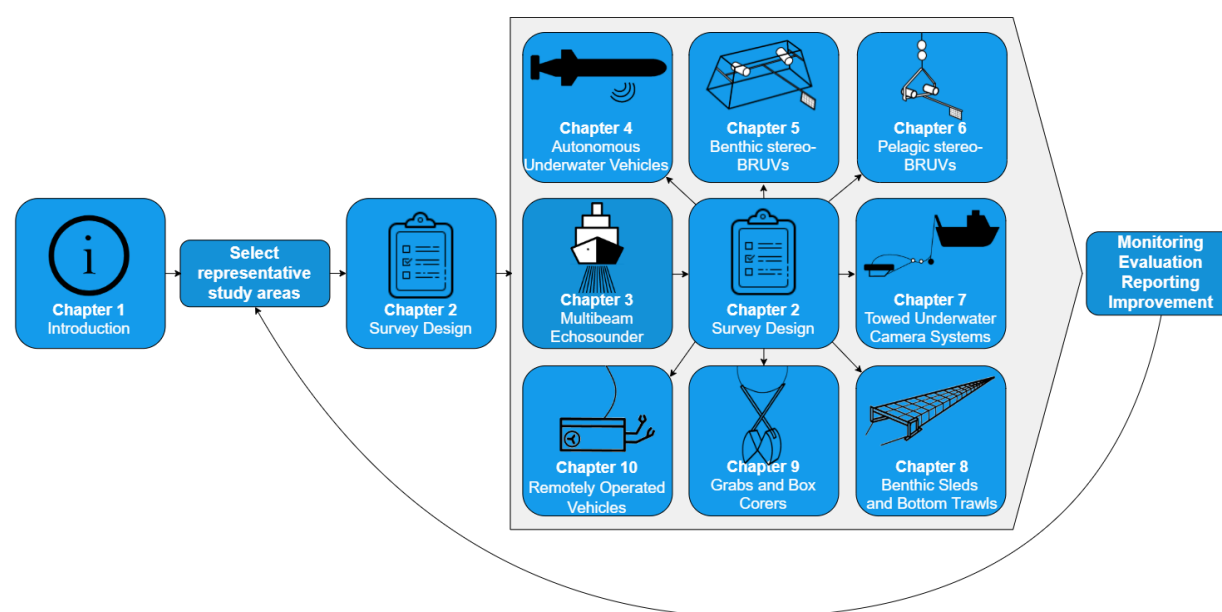 Chapter 1
Introduction
Select
representative
study areas
Chapter 2
Survey Design
Chapter 4
Autonomous
Underwater Vehicles
Chapter 5
Benthic stereo-
BRUVs
Chapter 6
Pelagic stereo-
BRUVs
Chapter 3
Multibeam
Echosounder
Chapter 2
Survey Design
Chapter 7
Towed Underwater
Camera Systems
Chapter 10
Remotely Operated
Vehicles
Chapter 9
Grabs and Box
Corers
Chapter 8
Benthic Sleds
and Bottom Trawls
Monitoring
Evaluation
Reporting
Improvement